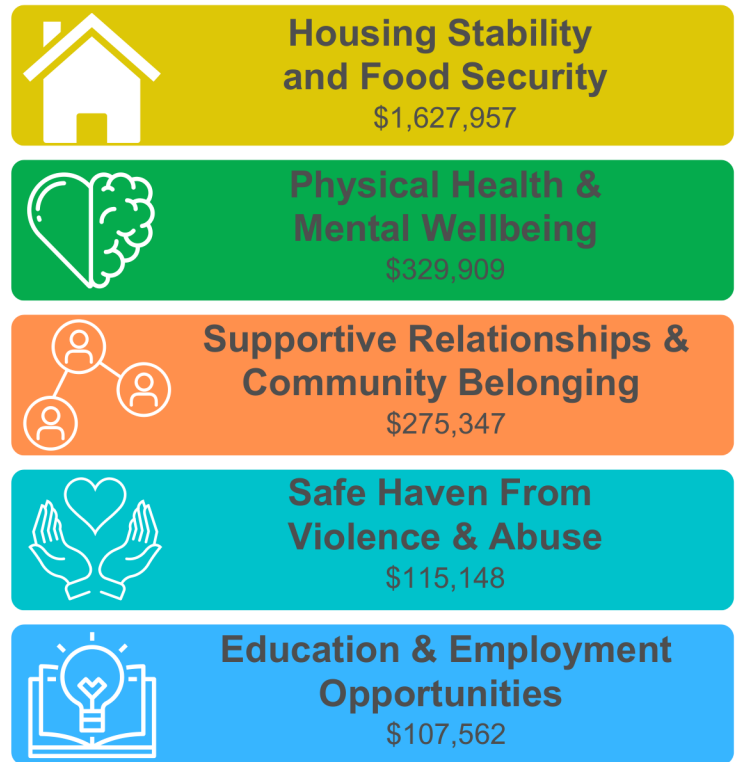 Housing Stability
and Food Security
$1,627,957
Physical Health &
Mental Wellbeing
$329,909
Supportive Relationships &
Community Belonging
$275,347
Safe Haven From
Violence & Abuse
$115,148
Education & Employment
Opportunities
$107,562